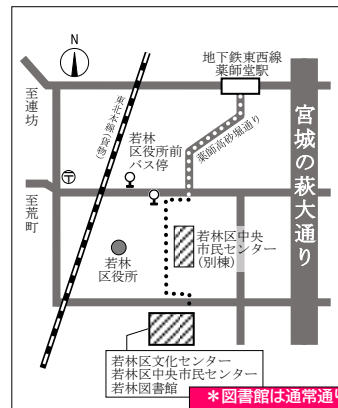 N
地下鉄東西線
薬師堂駅
至連坊
東北本線(貨物)
宮城の萩大通り
薬師高砂堀通り
若林
区役所前
バス停
〒
至荒町
若林区中央
市民センター
(別棟)
若林
区役所
若林区文化センター
若林区中央市民センター
若林図書館
＊図書館は通常通り